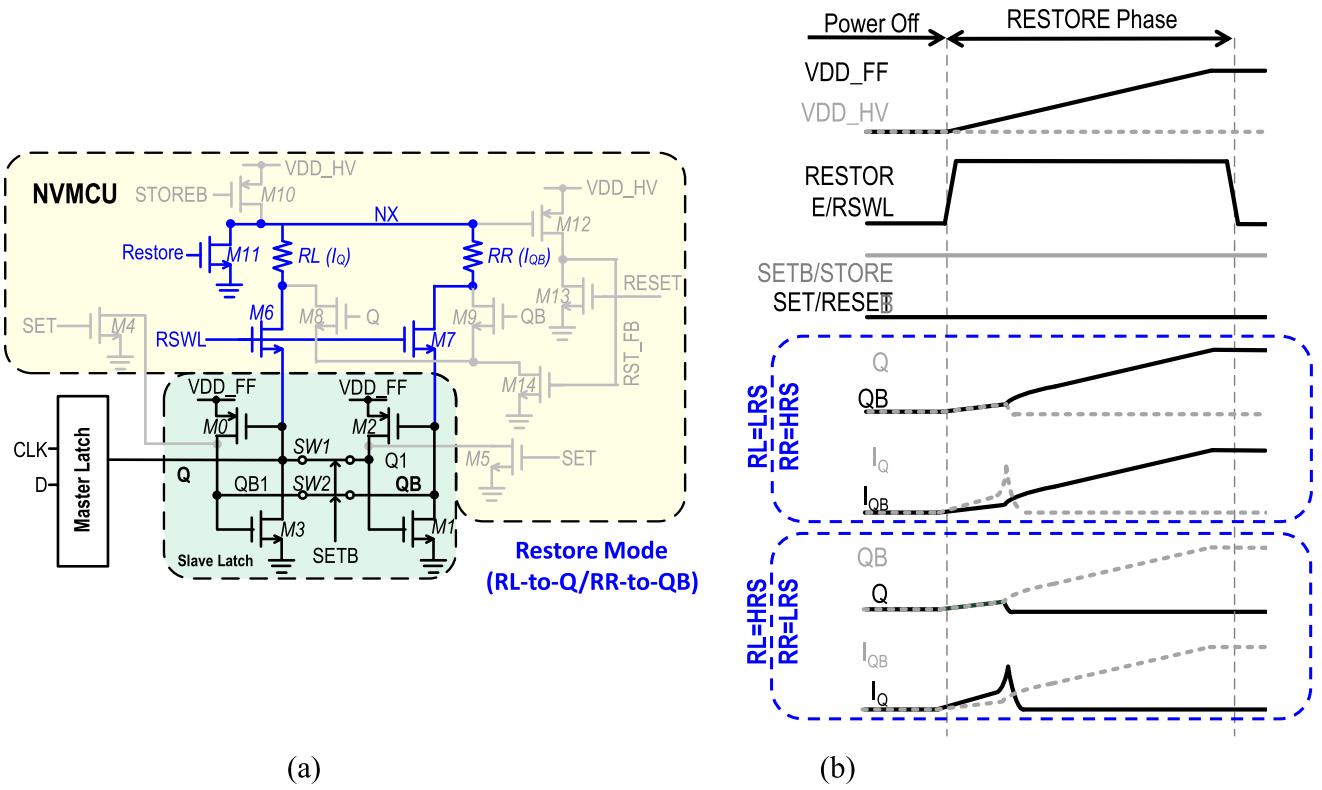 NVMCU
VDD_HV
STOREB
M10
NX
VDD_HV
M12
Restore
M11
RL (IQ)
RR (IQB)
RESET
M13
M6
M8
Q
M9
QB
SET
M4
RSWL
M7
RST_FB
M14
VDD_FF
VDD_FF
M0
M2
Master Latch
CLK
D
Q
SW1
Q1
M5
SET
QB1
SW2
QB
M3
M1
Slave Latch
SETB
Restore Mode
(RL-to-Q/RR-to-QB)
(a)
Power Off
RESTORE Phase
VDD_FF
VDD_HV
RESTOR
E/RSWL
SETB/STORE
B
SET/RESET
RL=LRS
RR=HRS
Q
QB
IQ
IQB
RL=HRS
RR=LRS
QB
Q
IQB
IQ
(b)